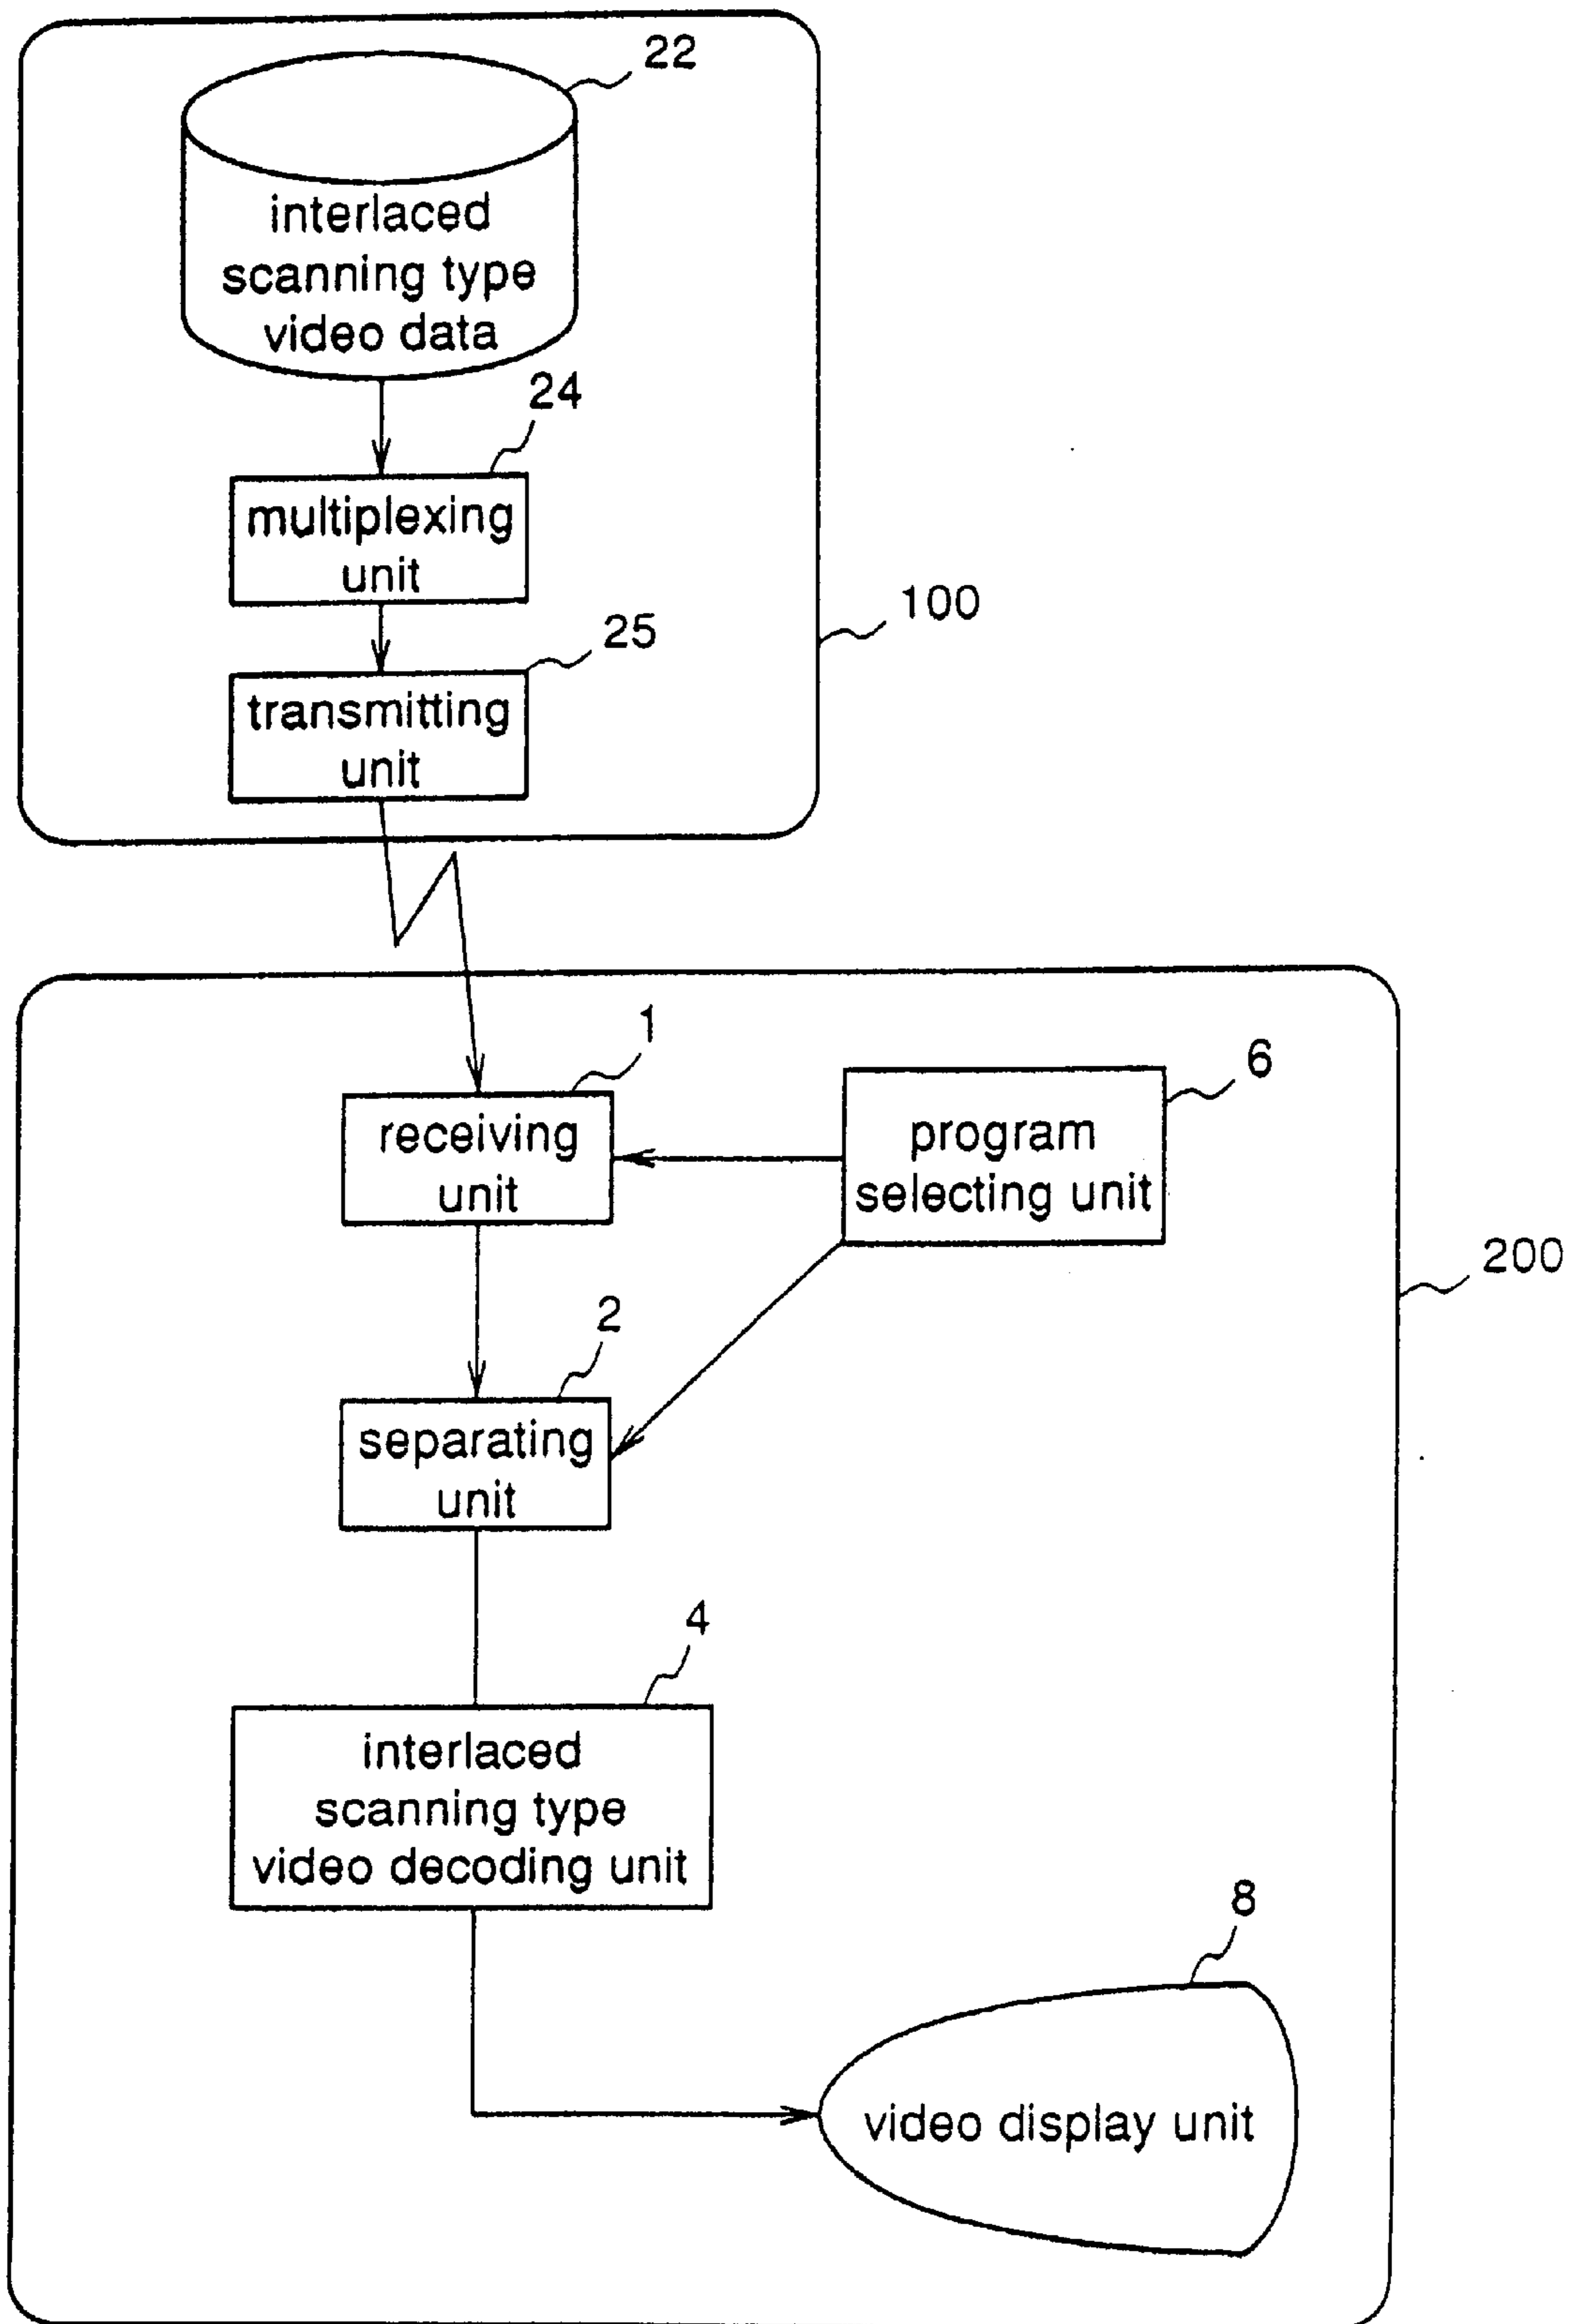 22
interlaced
scanning type
video data
24
multiplexing
unit
100
25
transmitting
unit
1
receiving
unit
6
program
selecting unit
200
2
separating
unit
4
interlaced
scanning type
video decoding unit
8
video display unit